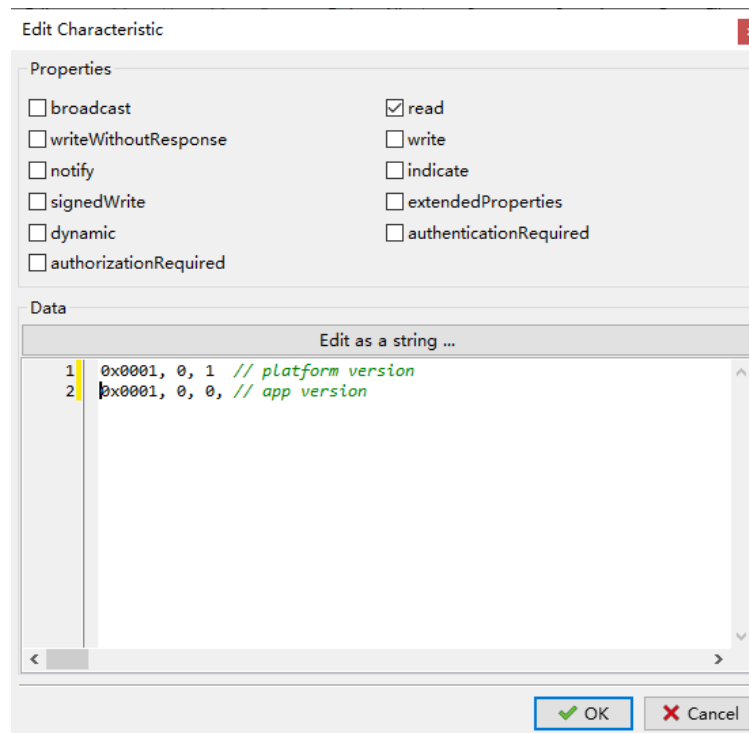 Edit Characteristic
Properties
broadcast
read
writeWithoutResponse
write
notify
indicate
signedWrite
extendedProperties
dynamic
authenticationRequired
authorizationRequired
Data
Edit as a string ...
1 0x0001, 0, 1 // platform version
2 0x0001, 0, 0, // app version
OK
Cancel